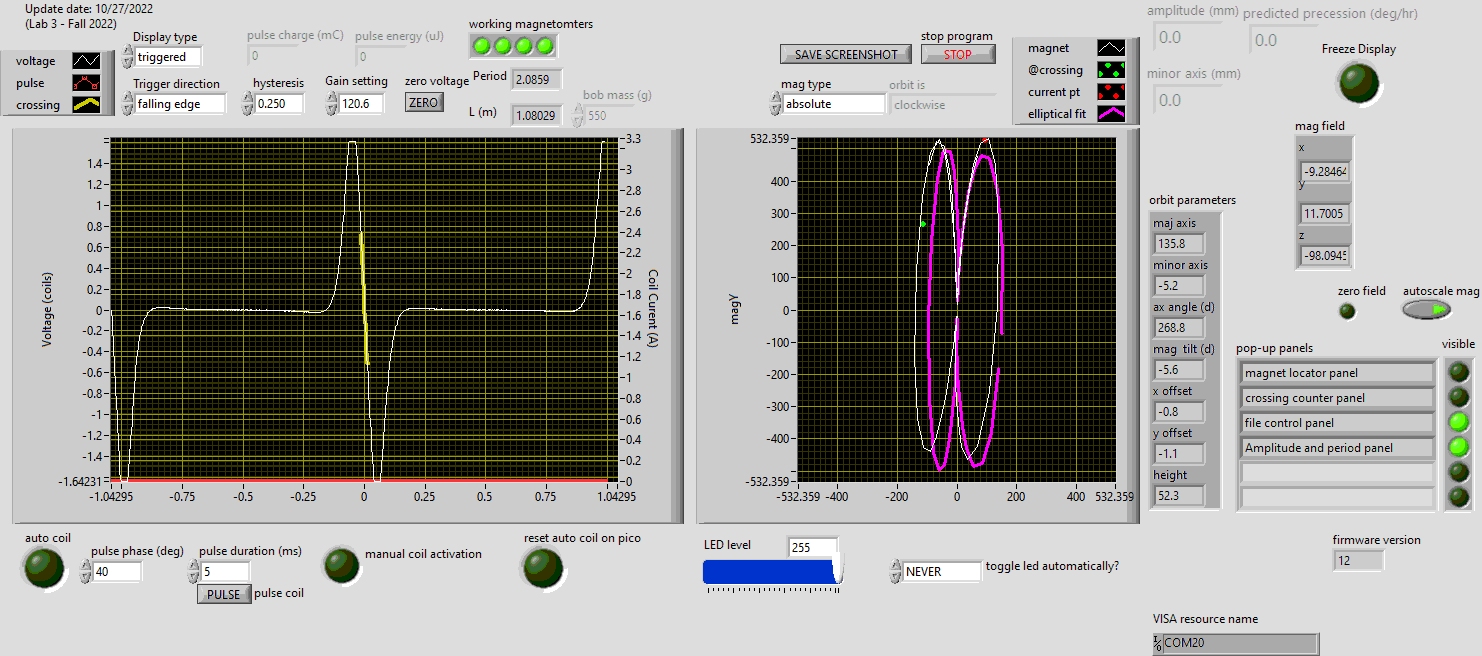 Update date: 10/27/2022
(Lab 3 - Fall 2022)
voltage
pulse
crossing
Display type
triggered
Trigger direction
falling edge
pulse charge (mC)
0
pulse energy (uJ)
0
hysteresis
0.250
Gain setting
120.6
zero voltage
ZERO
working magnetomters
Period
2.0859
L (m)
1.08029
bob mass (g)
550
SAVE SCREENSHOT
stop program
STOP
mag type
absolute
orbit is
clockwise
magnet
@crossing
current pt
elliptical fit
amplitude (mm)
0.0
predicted precession (deg/hr)
0.0
minor axis (mm)
0.0
Freeze Display
Voltage (coils)
1.4
1.2
1
0.8
0.6
0.4
0.2
0
-0.2
-0.4
-0.6
-0.8
-1
-1.2
-1.4
-1.64231
-1.04295
-0.75
-0.5
-0.25
0
0.25
0.5
0.75
1.04295
3.3
3
2.8
2.6
2.4
2.2
2
1.8
1.6
1.4
1.2
1
0.8
0.6
0.4
0.2
0
Coil Curent (A)
magy
532.359
400
300
200
100
0
-100
-200
-300
-400
-532.359
-532.359
-400
-200
0
200
400
532.359
orbit parameters
maj axis
135.8
minor axis
-5.2
ax angle (d)
268.8
mag tilt (d)
-5.6
x offset
-0.8
y offset
-1.1
height
52.3
mag field
x
-9.28464
y
11.7005
z
-98.0945
zero field
autoscale mag
pop-up panels
visible
magnet locator panel
crossing counter panel
file control panel
Amplitude and period panel
auto coil
pulse phase (deg)
40
pulse duration (ms)
5
PULSE
pulse coil
manual coil activation
reset auto coil on pico
LED level
255
NEVER
toggle led automatically?
firmware version
12
VISA resource name
COM20